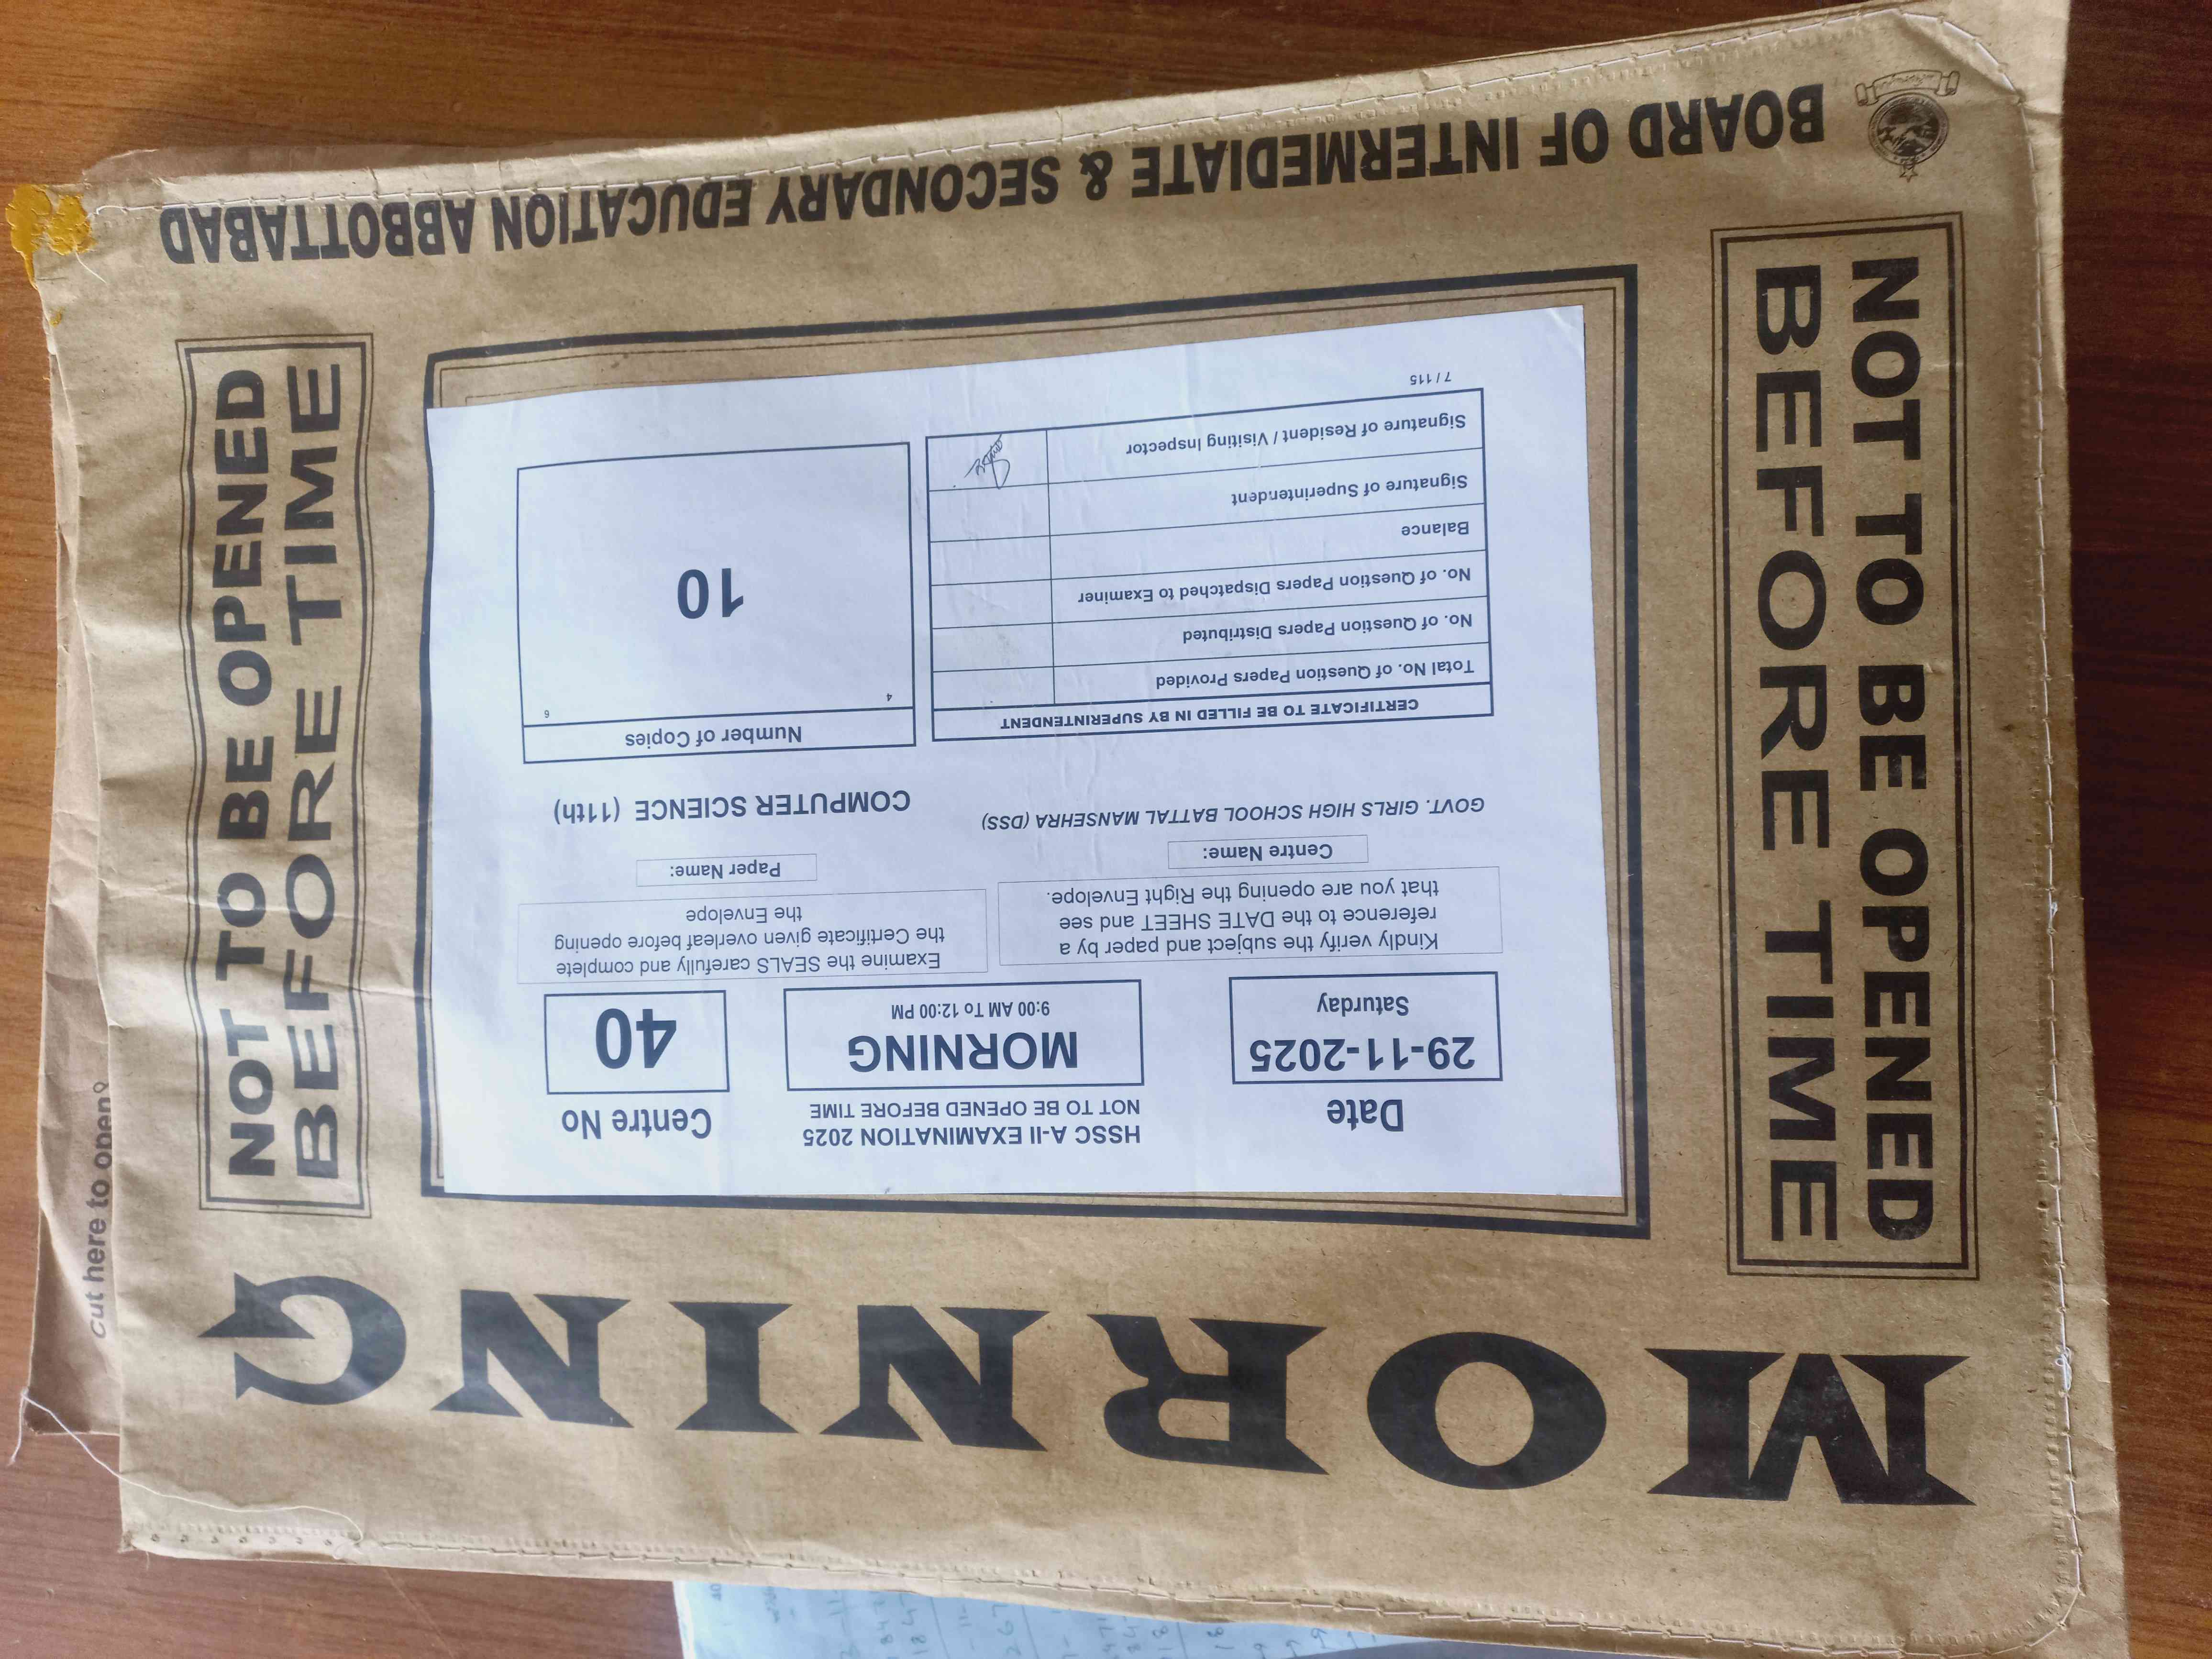 BOARD OF INTERMEDIATE & SECONDARY EDUCATION ABBOTTABAD
MORNING
NOT TO BE OPENED
BEFORE TIME
NOT TO BE OPENED
BEFORE TIME
Cut here to open
Date
29-11-2025
Saturday
HSSC A-II EXAMINATION 2025
NOT TO BE OPENED BEFORE TIME
MORNING
9:00 AM To 12:00 PM
Centre No
40
Kindly verify the subject and paper by a
reference to the DATE SHEET and see
that you are opening the Right Envelope.
Examine the SEALS carefully and complete
the Certificate given overleaf before opening
the Envelope
Centre Name:
GOVT. GIRLS HIGH SCHOOL BATTAL MANSEHRA (DSS)
Paper Name:
COMPUTER SCIENCE (11th)
CERTIFICATE TO BE FILLED IN BY SUPERINTENDENT
Total No. of Question Papers Provided
No. of Question Papers Distributed
No. of Question Papers Dispatched to Examiner
Balance
Signature of Superintendent
Signature of Resident / Visiting Inspector
7 / 115
Number of Copies
4
6
10